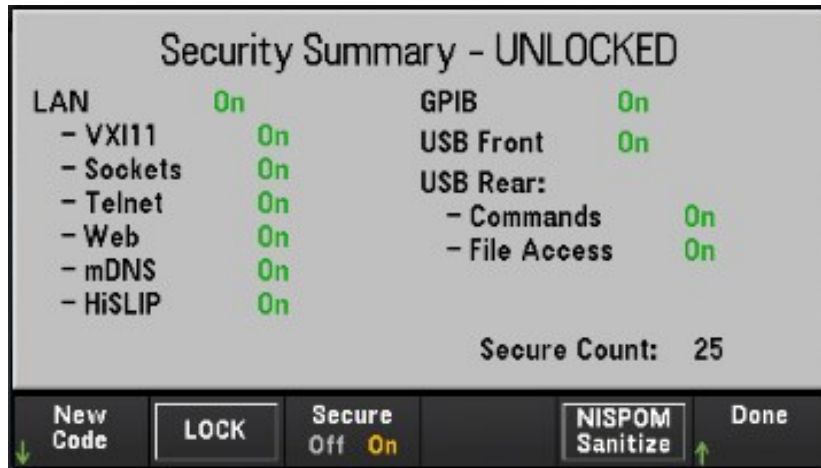 Security Summary - UNLOCKED
LAN On
- VXI11 On
- Sockets On
- Telnet On
- Web On
- mDNS On
- HiSLIP On
GPIB On
USB Front On
USB Rear:
- Commands On
- File Access On
Secure Count: 25
New
Code
LOCK
Secure
Off On
NISPOM
Sanitize
Done